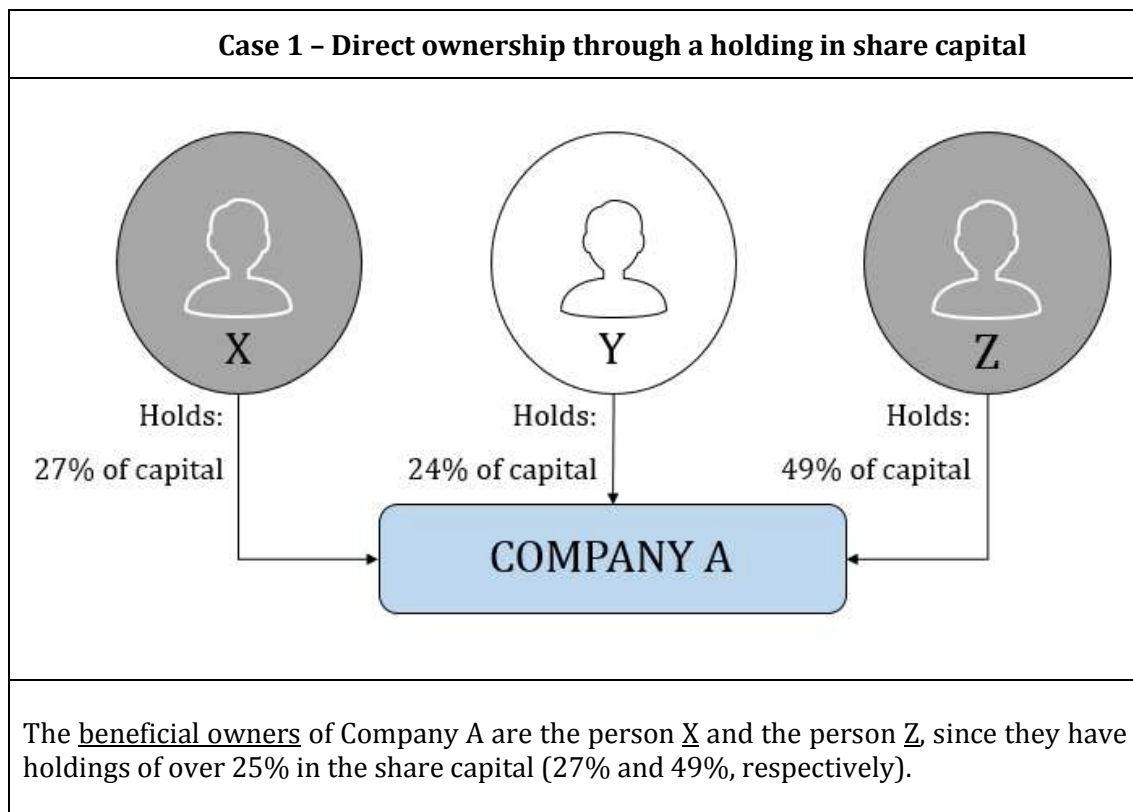 Case 1 – Direct ownership through a holding in share capital
X
Y
Z
Holds:
27% of capital
Holds:
24% of capital
Holds:
49% of capital
COMPANY A
The beneficial owners of Company A are the person X and the person Z, since they have
holdings of over 25% in the share capital (27% and 49%, respectively).